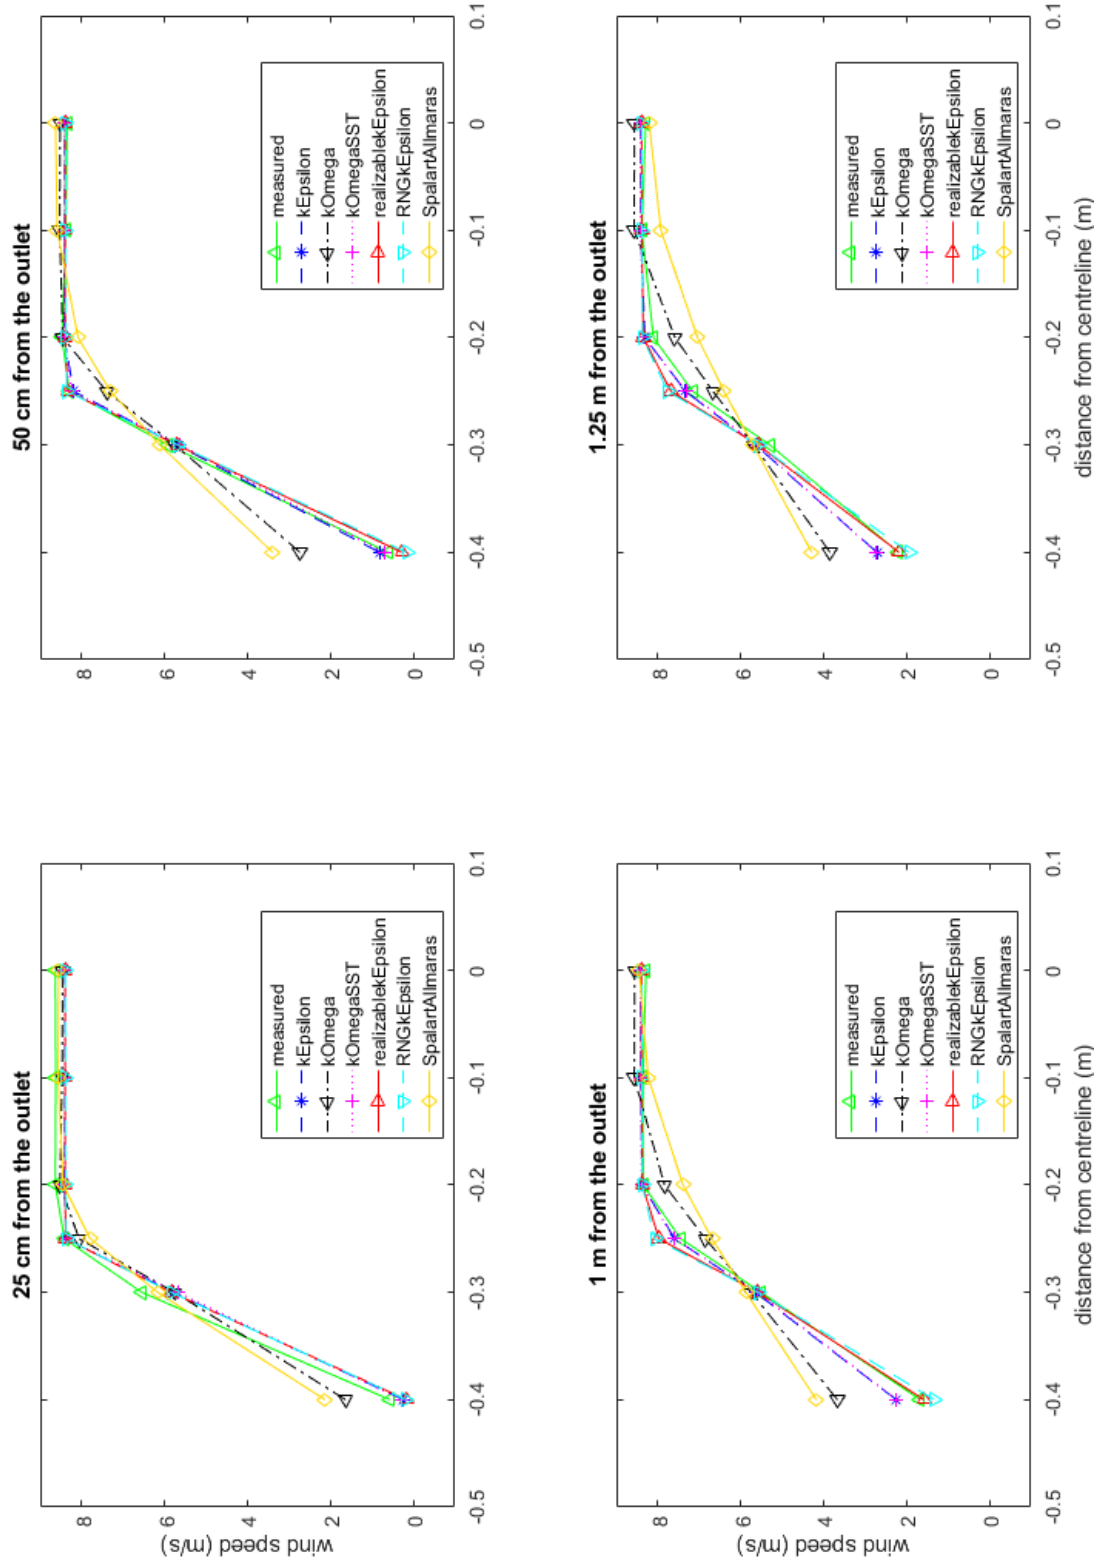 25 cm from the outlet
wind speed (m/s)
8
6
4
2
0
-0.5
-0.4
-0.3
-0.2
-0.1
0
0.1
measured
kEpsilon
kOmega
kOmegaSST
realizablekEpsilon
RNGkEpsilon
SpalartAllmaras
50 cm from the outlet
8
6
4
2
0
-0.5
-0.4
-0.3
-0.2
-0.1
0
0.1
measured
kEpsilon
kOmega
kOmegaSST
realizablekEpsilon
RNGkEpsilon
SpalartAllmaras
1 m from the outlet
wind speed (m/s)
8
6
4
2
0
-0.5
-0.4
-0.3
-0.2
-0.1
0
0.1
distance from centreline (m)
measured
kEpsilon
kOmega
kOmegaSST
realizablekEpsilon
RNGkEpsilon
SpalartAllmaras
1.25 m from the outlet
8
6
4
2
0
-0.5
-0.4
-0.3
-0.2
-0.1
0
0.1
distance from centreline (m)
measured
kEpsilon
kOmega
kOmegaSST
realizablekEpsilon
RNGkEpsilon
SpalartAllmaras